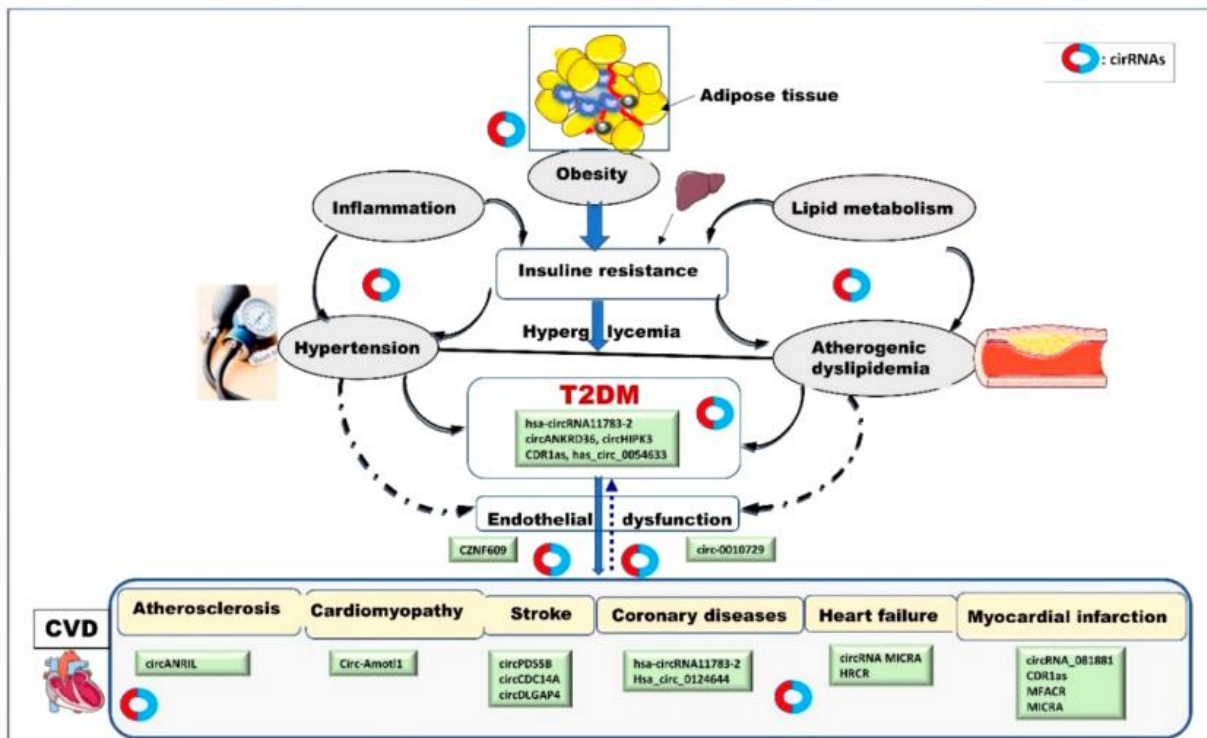 : cirRNAs
Adipose tissue
Obesity
Inflammation
Lipid metabolism
Insuline resistance
Hyperg lycemia
Hypertension
Atherogenic
dyslipidemia
T2DM
hsa-circRNA11783-2
circANKRD36, circHIPK3
CDR1as, has_circ_0054633
Endothelial dysfunction
CZNF609
circ-0010729
CVD
Atherosclerosis
Cardiomyopathy
Stroke
Coronary diseases
Heart failure
Myocardial infarction
circANRIL
Circ-Amotl1
circPDS5B
circCDC14A
circDLGAP4
hsa-circRNA11783-2
Hsa_circ_0124644
circRNA MICRA
HRCR
circRNA_081881
CDR1as
MFACR
MICRA